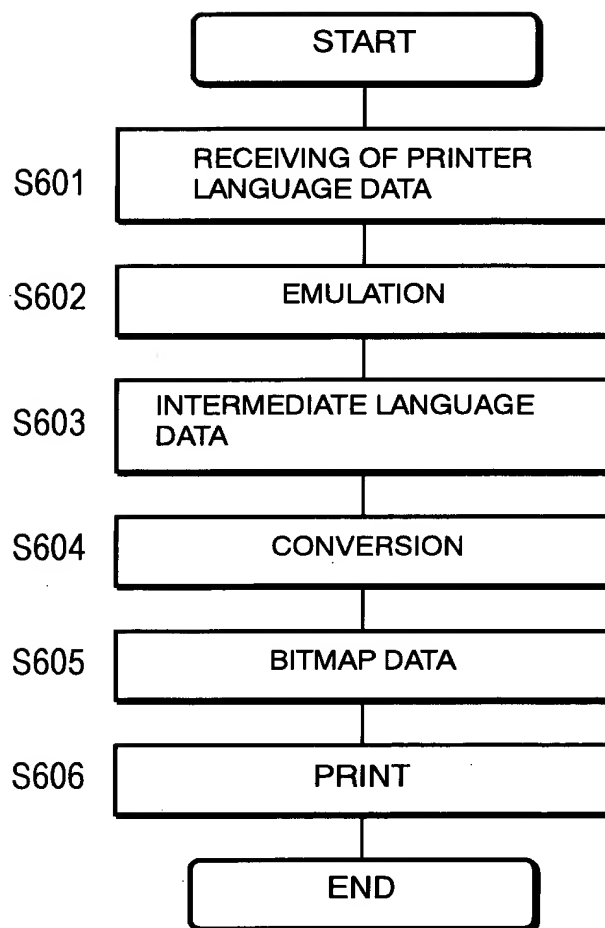 START
S601
RECEIVING OF PRINTER
LANGUAGE DATA
S602
EMULATION
S603
INTERMEDIATE LANGUAGE
DATA
S604
CONVERSION
S605
BITMAP DATA
S606
PRINT
END